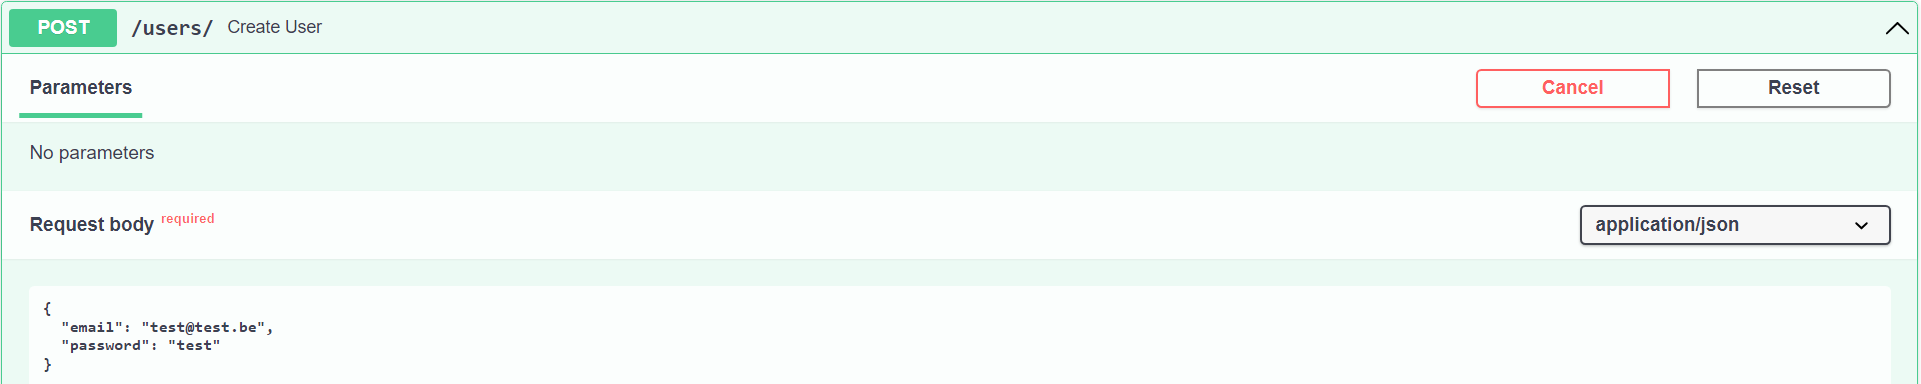 POST /users/ Create User
Parameters Cancel Reset
No parameters
Request body required application/json
{
  "email": "test@test.be",
  "password": "test"
}